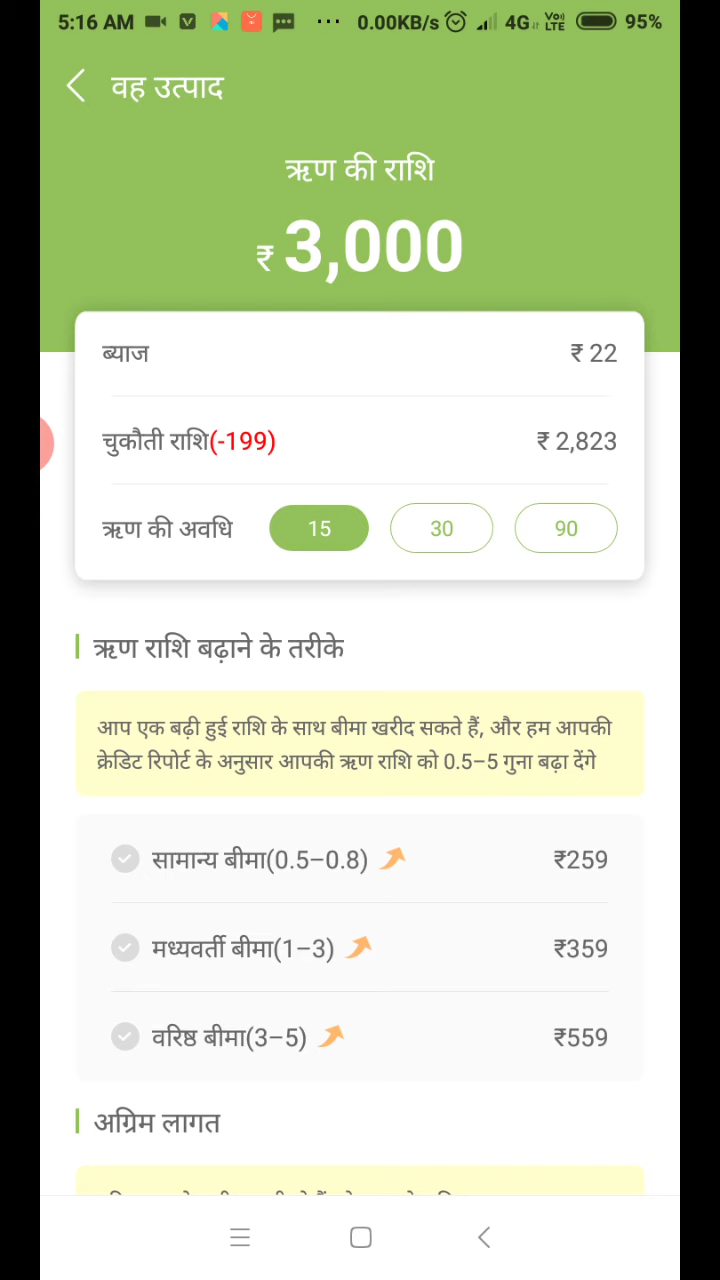 5:16 AM ... 0.00KB/s 4G Vo)) LTE 95%
वह उत्पाद
ऋण की राशि
₹ 3,000
ब्याज ₹ 22
चुकौती राशि(-199) ₹ 2,823
ऋण की अवधि 15 30 90
ऋण राशि बढ़ाने के तरीके
आप एक बढ़ी हुई राशि के साथ बीमा खरीद सकते हैं, और हम आपकी
क्रेडिट रिपोर्ट के अनुसार आपकी ऋण राशि को 0.5–5 गुना बढ़ा देंगे
सामान्य बीमा(0.5–0.8) ₹259
मध्यवर्ती बीमा(1–3) ₹359
वरिष्ठ बीमा(3–5) ₹559
अग्रिम लागत